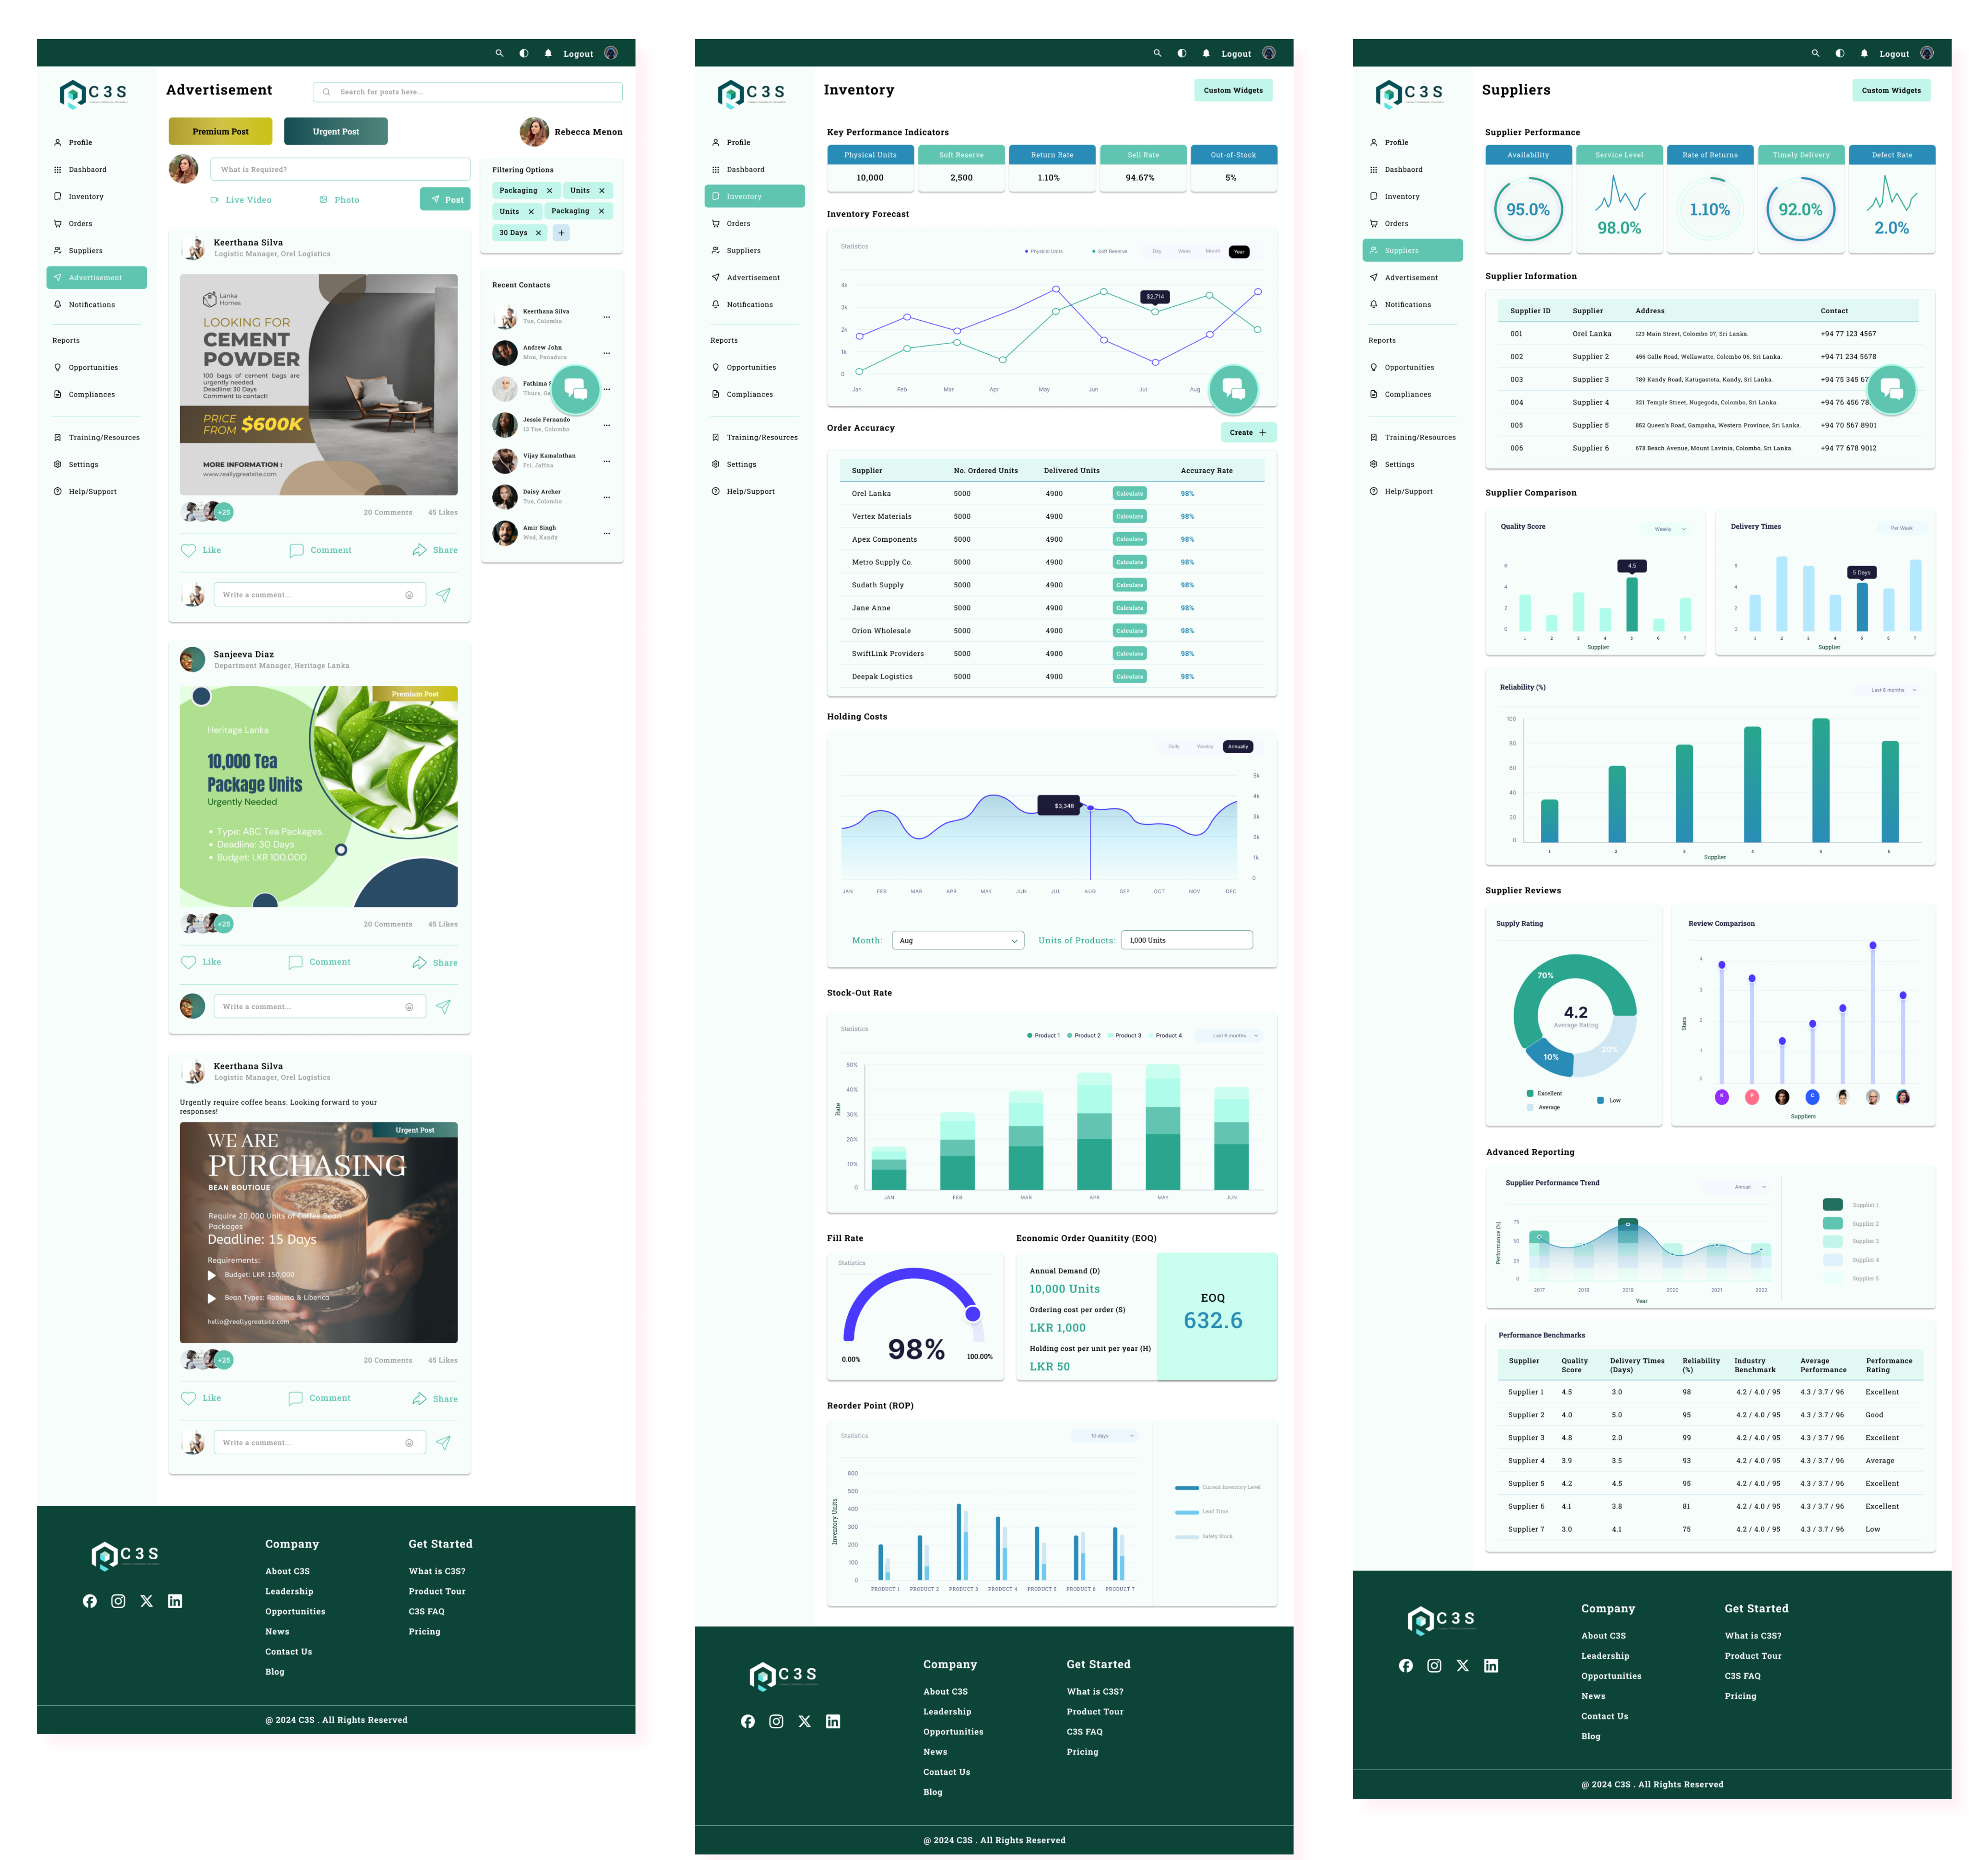 Logout
C3S
Advertisement
Search for posts here...
Premium Post
Urgent Post
Rebecca Menon
Profile
Dashbaord
Inventory
Orders
Suppliers
Advertisement
Notifications
Reports
Opportunities
Compliances
Training/Resources
Settings
Help/Support
What is Required?
Live Video
Photo
Post
Filtering Options
Packaging X
Units X
Units X
Packaging X
30 Days X
+
Recent Contacts
Keerthana Silva
Tue, Colombo
Andrew John
Mon, Panadura
Fathima
Thurs, Ga
Jessie Fernando
13 Tue, Colombo
Vijay Kamalnthan
Fri, Jaffna
Daisy Archer
Tue, Colombo
Amir Singh
Wed, Kandy
Keerthana Silva
Logistic Manager, Orel Logistics
Lanka
Homes
LOOKING FOR
CEMENT
POWDER
100 bags of cement bags are
urgently needed.
Deadline: 30 Days
Comment to contact!
PRICE
FROM $600K
MORE INFORMATION :
www.reallygreatsite.com
+25
20 Comments 45 Likes
Like Comment Share
Write a comment...
Sanjeeva Diaz
Department Manager, Heritage Lanka
Premium Post
Heritage Lanka
10,000 Tea
Package Units
Urgently Needed
• Type: ABC Tea Packages.
• Deadline: 30 Days
• Budget: LKR 100,000
+25
20 Comments 45 Likes
Like Comment Share
Write a comment...
Keerthana Silva
Logistic Manager, Orel Logistics
Urgently require coffee beans. Looking forward to your
responses!
Urgent Post
WE ARE
PURCHASING
BEAN BOUTIQUE
Require 20,000 Units of Coffee Bean
Packages
Deadline: 15 Days
Requirements:
Budget: LKR 150,000
Bean Types: Robusta & Liberica
hello@reallygreatsite.com
+25
20 Comments 45 Likes
Like Comment Share
Write a comment...
C3S
Company
About C3S
Leadership
Opportunities
News
Contact Us
Blog
Get Started
What is C3S?
Product Tour
C3S FAQ
Pricing
@ 2024 C3S . All Rights Reserved
Logout
C3S
Inventory
Custom Widgets
Profile
Dashbaord
Inventory
Orders
Suppliers
Advertisement
Notifications
Reports
Opportunities
Compliances
Training/Resources
Settings
Help/Support
Key Performance Indicators
Physical Units Soft Reserve Return Rate Sell Rate Out-of-Stock
10,000 2,500 1.10% 94.67% 5%
Inventory Forecast
Statistics
Physical Units Soft Reserve Day Week Month Year
4k
3k
2k
1k
0
$2,714
Jan Feb Mar Apr May Jun Jul Aug
Order Accuracy
Create +
Supplier No. Ordered Units Delivered Units Accuracy Rate
Orel Lanka 5000 4900 Calculate 98%
Vertex Materials 5000 4900 Calculate 98%
Apex Components 5000 4900 Calculate 98%
Metro Supply Co. 5000 4900 Calculate 98%
Sudath Supply 5000 4900 Calculate 98%
Jane Anne 5000 4900 Calculate 98%
Orion Wholesale 5000 4900 Calculate 98%
SwiftLink Providers 5000 4900 Calculate 98%
Deepak Logistics 5000 4900 Calculate 98%
Holding Costs
Daily Weekly Annually
5k
4k
3k
2k
1k
0
$3,348
JAN FEB MAR APR MAY JUN JUL AUG SEP OCT NOV DEC
Month: Aug Units of Products: 1,000 Units
Stock-Out Rate
Statistics
Product 1 Product 2 Product 3 Product 4 Last 8 months
50%
40%
30%
20%
10%
0
Rate
JAN FEB MAR APR MAY JUN
Fill Rate
Statistics
98%
0.00% 100.00%
Economic Order Quanitity (EOQ)
Annual Demand (D)
10,000 Units
Ordering cost per order (S)
LKR 1,000
Holding cost per unit per year (H)
LKR 50
EOQ
632.6
Reorder Point (ROP)
Statistics
10 days
600
500
400
300
200
100
0
Inventory Units
PRODUCT 1 PRODUCT 2 PRODUCT 3 PRODUCT 4 PRODUCT 5 PRODUCT 6 PRODUCT 7
Current Inventory Level
Lead Time
Safety Stock
C3S
Company
About C3S
Leadership
Opportunities
News
Contact Us
Blog
Get Started
What is C3S?
Product Tour
C3S FAQ
Pricing
@ 2024 C3S . All Rights Reserved
Logout
C3S
Suppliers
Custom Widgets
Profile
Dashbaord
Inventory
Orders
Suppliers
Advertisement
Notifications
Reports
Opportunities
Compliances
Training/Resources
Settings
Help/Support
Supplier Performance
Availability Service Level Rate of Returns Timely Delivery Defect Rate
95.0% 98.0% 1.10% 92.0% 2.0%
Supplier Information
Supplier ID Supplier Address Contact
001 Orel Lanka 123 Main Street, Colombo 07, Sri Lanka. +94 77 123 4567
002 Supplier 2 456 Galle Road, Wellawatte, Colombo 06, Sri Lanka. +94 71 234 5678
003 Supplier 3 789 Kandy Road, Katugastota, Kandy, Sri Lanka. +94 75 345 67
004 Supplier 4 321 Temple Street, Nugegoda, Colombo, Sri Lanka. +94 76 456 78
005 Supplier 5 852 Queen's Road, Gampaha, Western Province, Sri Lanka. +94 70 567 8901
006 Supplier 6 678 Beach Avenue, Mount Lavinia, Colombo, Sri Lanka. +94 77 678 9012
Supplier Comparison
Quality Score
Weekly
6
4
2
0
4.5
1 2 3 4 5 6 7
Supplier
Delivery Times
Per Week
8
4
2
0
5 Days
1 2 3 4 5 6 7
Supplier
Reliability (%)
Last 8 months
100
80
60
40
20
0
1 2 3 4 5 6
Supplier
Supplier Reviews
Supply Rating
70%
4.2
Average Rating
10%
20%
Excellent
Low
Average
Review Comparison
4
3
2
1
0
Stars
Suppliers
Advanced Reporting
Supplier Performance Trend
Annual
75
50
25
0
Performance (%)
2017 2018 2019 2020 2021 2022
Year
Supplier 1
Supplier 2
Supplier 3
Supplier 4
Supplier 5
Performance Benchmarks
Supplier Quality Score Delivery Times (Days) Reliability (%) Industry Benchmark Average Performance Performance Rating
Supplier 1 4.5 3.0 98 4.2 / 4.0 / 95 4.3 / 3.7 / 96 Excellent
Supplier 2 4.0 5.0 95 4.2 / 4.0 / 95 4.3 / 3.7 / 96 Good
Supplier 3 4.8 2.0 99 4.2 / 4.0 / 95 4.3 / 3.7 / 96 Excellent
Supplier 4 3.9 3.5 93 4.2 / 4.0 / 95 4.3 / 3.7 / 96 Average
Supplier 5 4.2 4.5 95 4.2 / 4.0 / 95 4.3 / 3.7 / 96 Excellent
Supplier 6 4.1 3.8 81 4.2 / 4.0 / 95 4.3 / 3.7 / 96 Excellent
Supplier 7 3.0 4.1 75 4.2 / 4.0 / 95 4.3 / 3.7 / 96 Low
C3S
Company
About C3S
Leadership
Opportunities
News
Contact Us
Blog
Get Started
What is C3S?
Product Tour
C3S FAQ
Pricing
@ 2024 C3S . All Rights Reserved